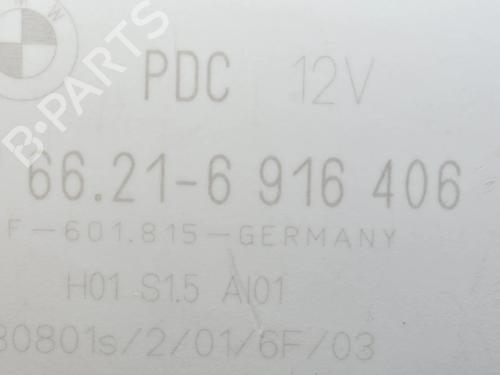 B-PARTS
PDC 12V
66.21-6 916 406
F-601.815-GERMANY
H01 S1.5 AI01
80801s/2/01/6F/03